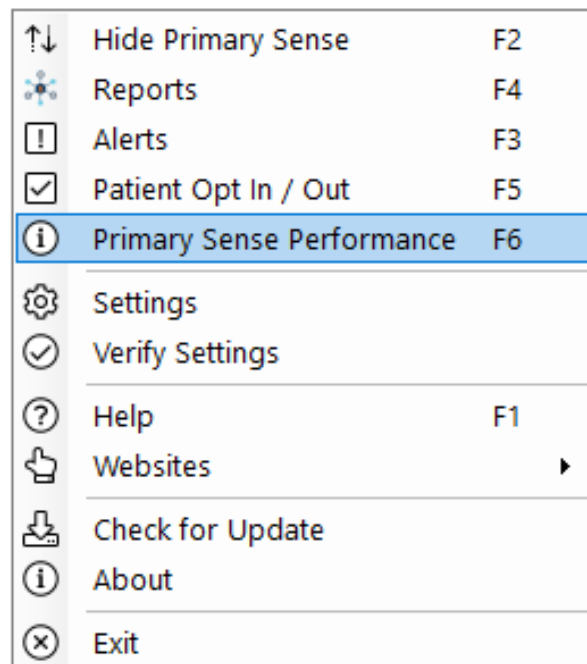 Hide Primary Sense F2
Reports F4
Alerts F3
Patient Opt In / Out F5
Primary Sense Performance F6
Settings
Verify Settings
Help F1
Websites
Check for Update
About
Exit